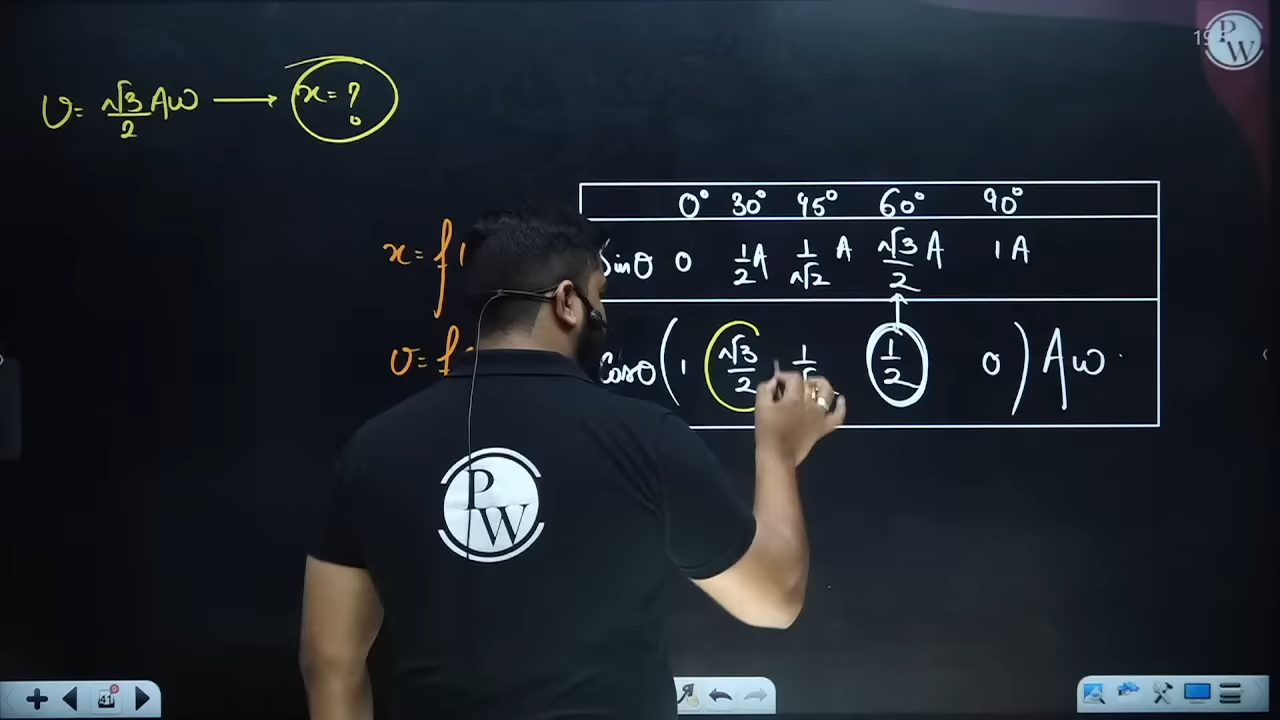 v = √3/2 Aω → x = ?
0° 30° 45° 60° 90°
x = f
Sinθ 0 1/2 A 1/√2 A √3/2 A 1 A
v = f
Cosθ ( 1 √3/2 1/ 1/2 0 ) Aω
PW
PW
41